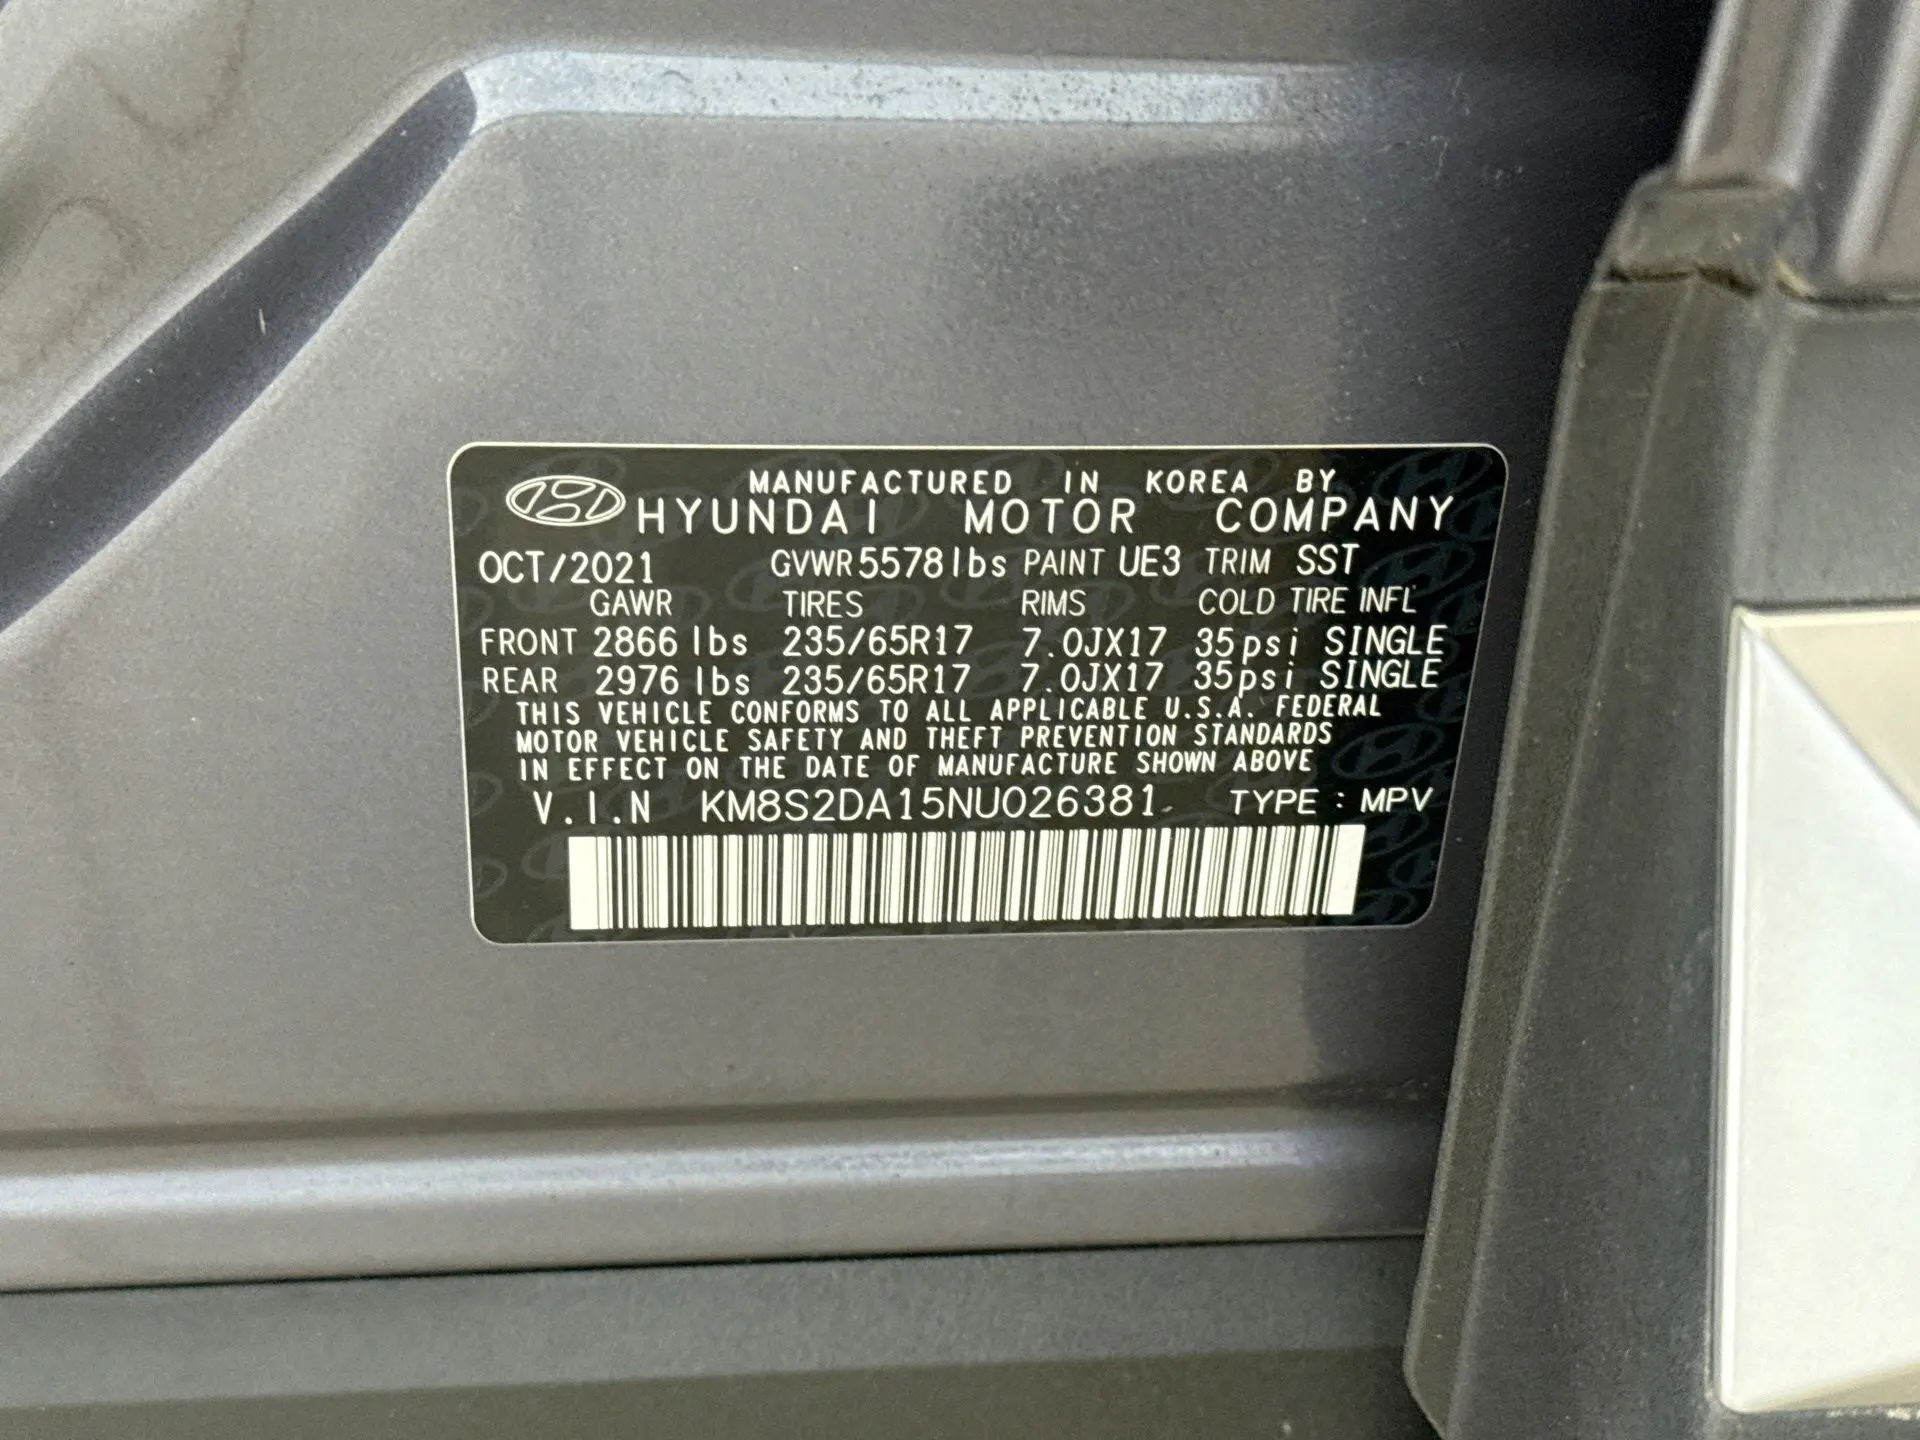 MANUFACTURED IN KOREA BY
HYUNDAI MOTOR COMPANY
OCT/2021 GVWR 5578lbs PAINT UE3 TRIM SST
GAWR TIRES RIMS COLD TIRE INFL
FRONT 2866 lbs 235/65R17 7.0JX17 35psi SINGLE
REAR 2976 lbs 235/65R17 7.0JX17 35psi SINGLE
THIS VEHICLE CONFORMS TO ALL APPLICABLE U.S.A. FEDERAL
MOTOR VEHICLE SAFETY AND THEFT PREVENTION STANDARDS
IN EFFECT ON THE DATE OF MANUFACTURE SHOWN ABOVE
V.I.N KM8S2DA15NU026381 TYPE : MPV